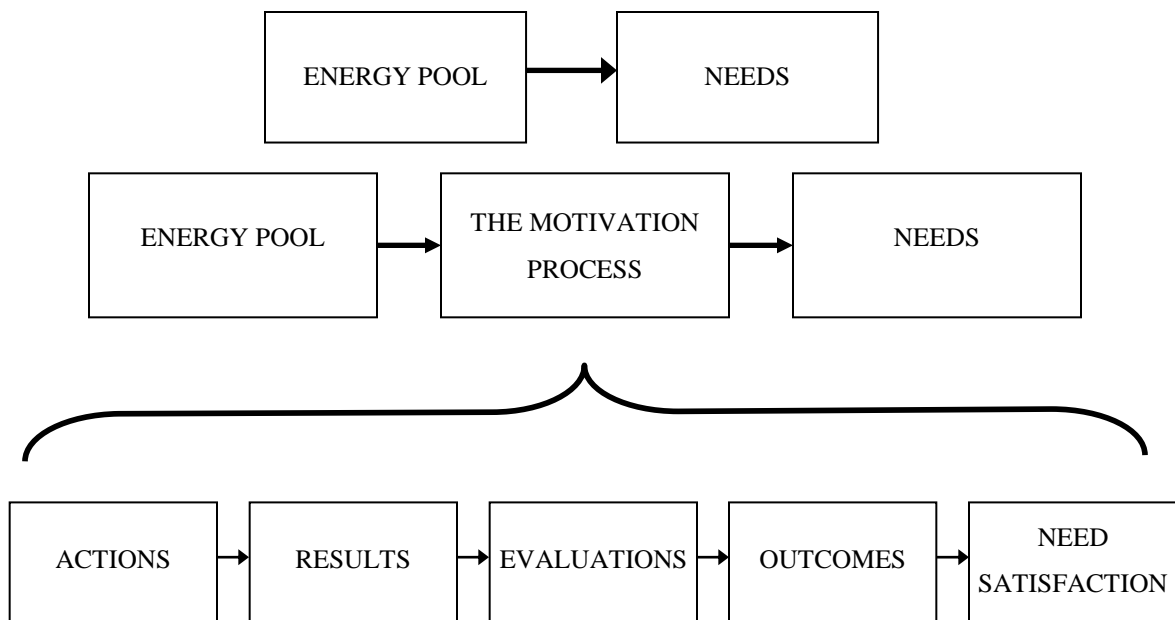 ENERGY POOL
NEEDS
ENERGY POOL
THE MOTIVATION
PROCESS
NEEDS
ACTIONS
RESULTS
EVALUATIONS
OUTCOMES
NEED
SATISFACTION